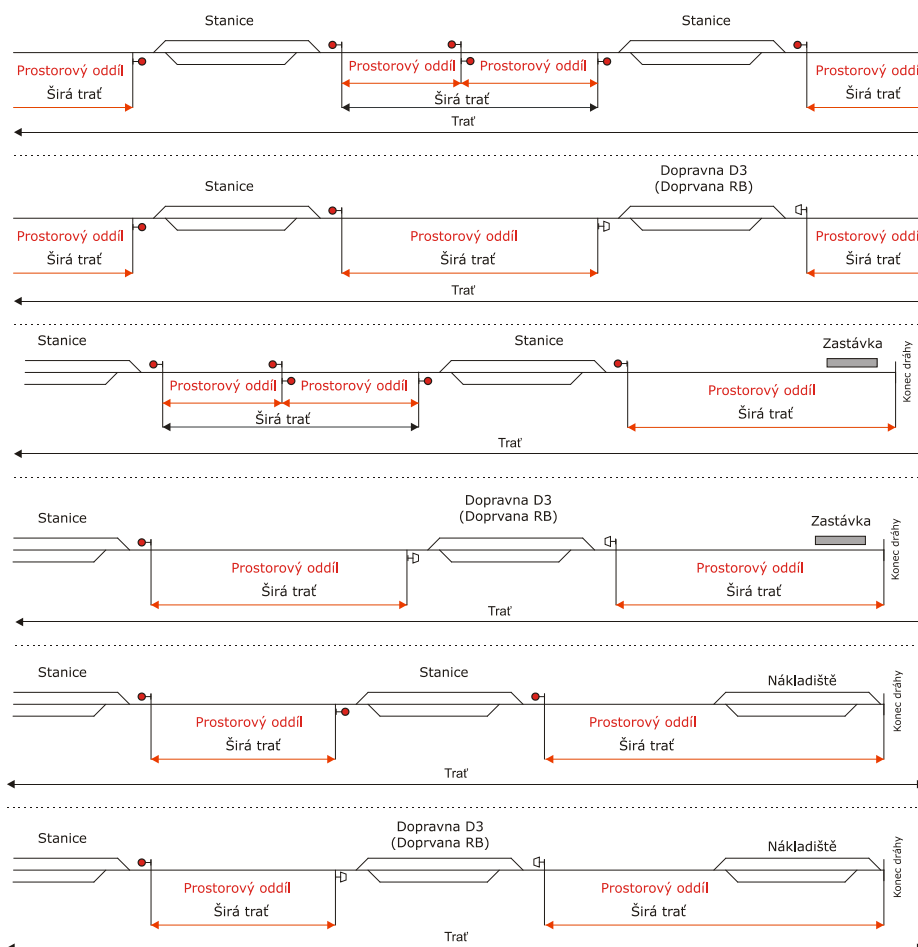 Stanice
Stanice
Prostorový oddíl
Prostorový oddíl
Prostorový oddíl
Prostorový oddíl
Širá trať
Širá trať
Širá trať
Trať
Stanice
Dopravna D3
(Doprvana RB)
Prostorový oddíl
Prostorový oddíl
Prostorový oddíl
Širá trať
Širá trať
Širá trať
Trať
Stanice
Stanice
Zastávka
Konec dráhy
Prostorový oddíl
Prostorový oddíl
Prostorový oddíl
Širá trať
Širá trať
Trať
Stanice
Dopravna D3
(Doprvana RB)
Zastávka
Konec dráhy
Prostorový oddíl
Prostorový oddíl
Širá trať
Širá trať
Trať
Stanice
Stanice
Nákladiště
Konec dráhy
Prostorový oddíl
Prostorový oddíl
Širá trať
Širá trať
Trať
Stanice
Dopravna D3
(Doprvana RB)
Nákladiště
Konec dráhy
Prostorový oddíl
Prostorový oddíl
Širá trať
Širá trať
Trať